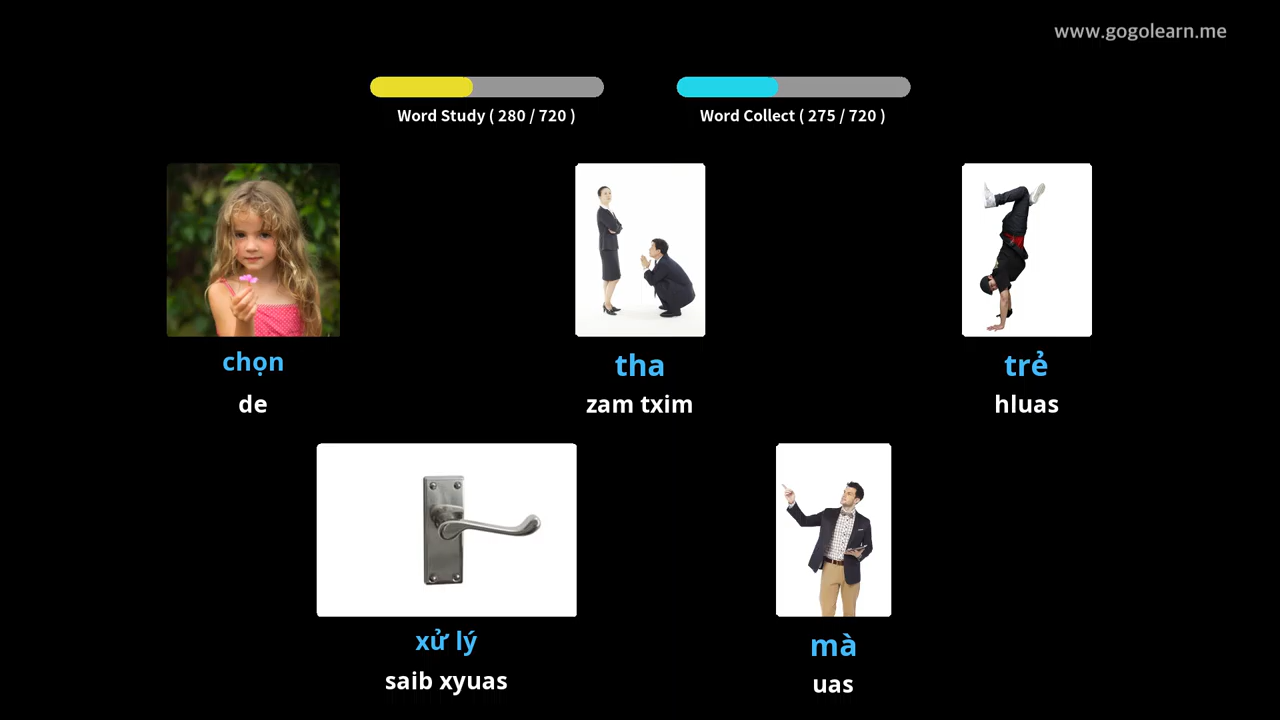 www.gogolearn.me
Word Study ( 280 / 720 )
Word Collect ( 275 / 720 )
chọn
de
tha
zam txim
trẻ
hluas
xử lý
saib xyuas
mà
uas